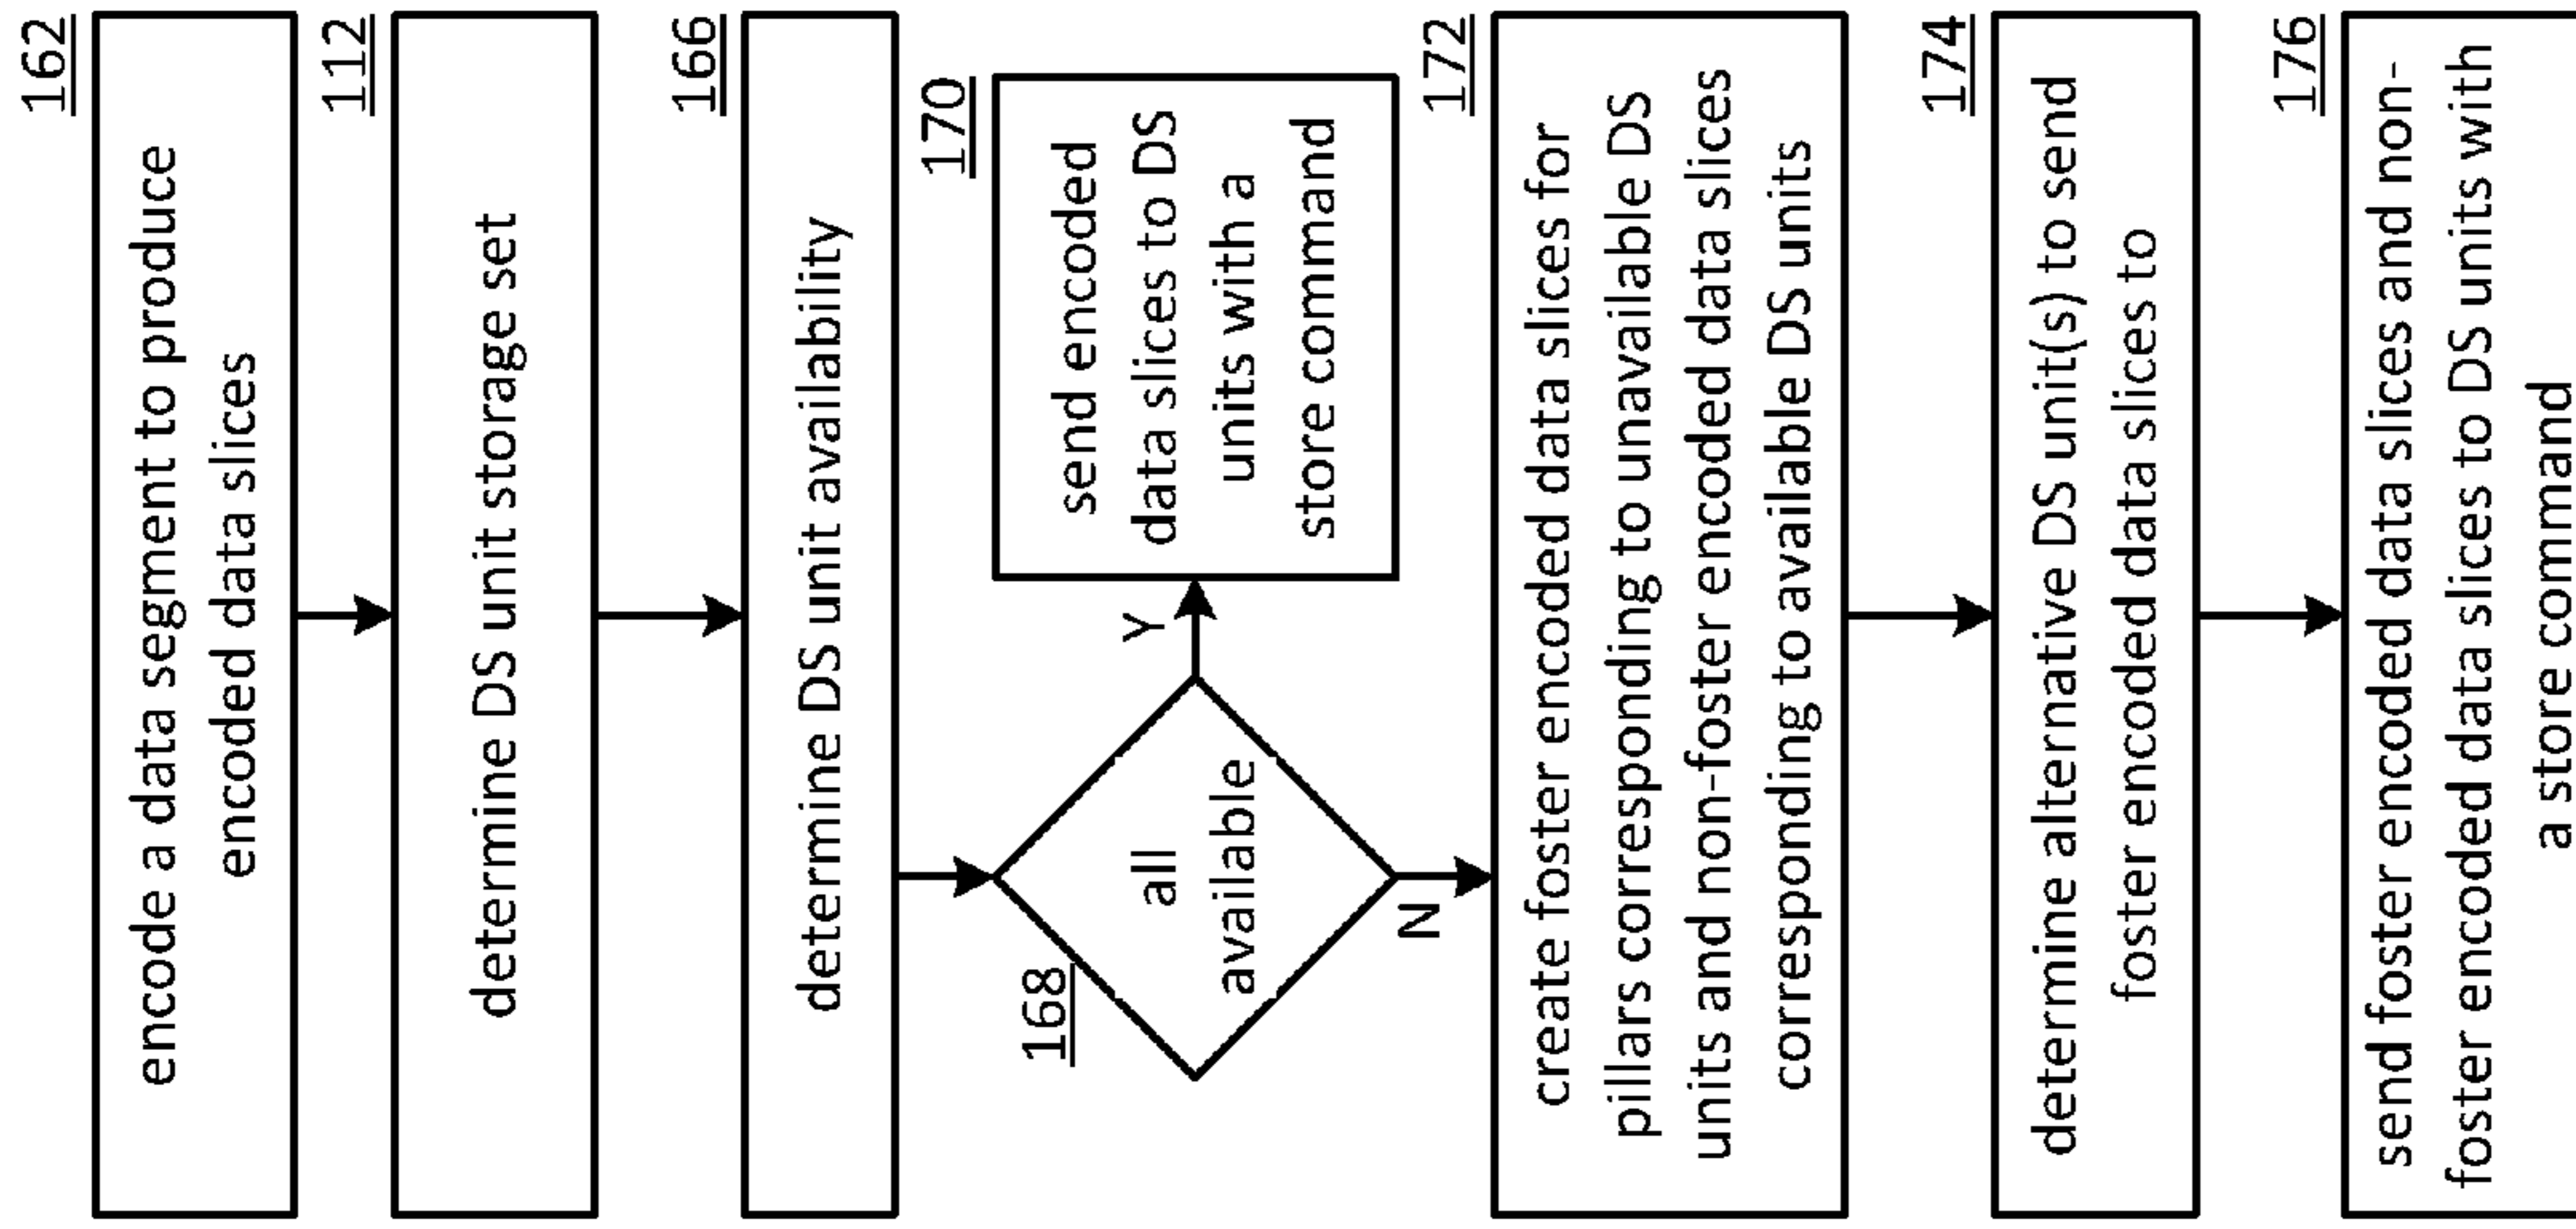 162
encode a data segment to produce
encoded data slices
112
determine DS unit storage set
166
determine DS unit availability
168
all
available
Y
N
170
send encoded
data slices to DS
units with a
store command
172
create foster encoded data slices for
pillars corresponding to unavailable DS
units and non-foster encoded data slices
corresponding to available DS units
174
determine alternative DS unit(s) to send
foster encoded data slices to
176
send foster encoded data slices and non-
foster encoded data slices to DS units with
a store command